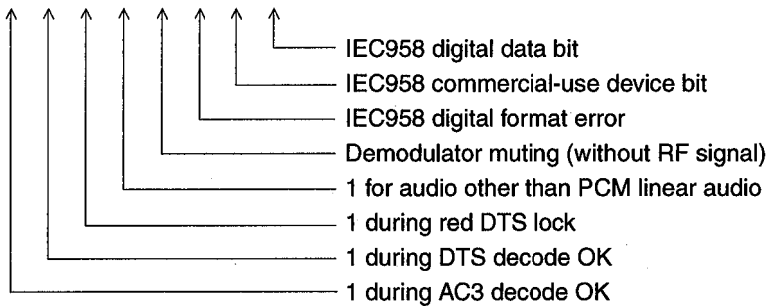 IEC958 digital data bit
IEC958 commercial-use device bit
IEC958 digital format error
Demodulator muting (without RF signal)
1 for audio other than PCM linear audio
1 during red DTS lock
1 during DTS decode OK
1 during AC3 decode OK